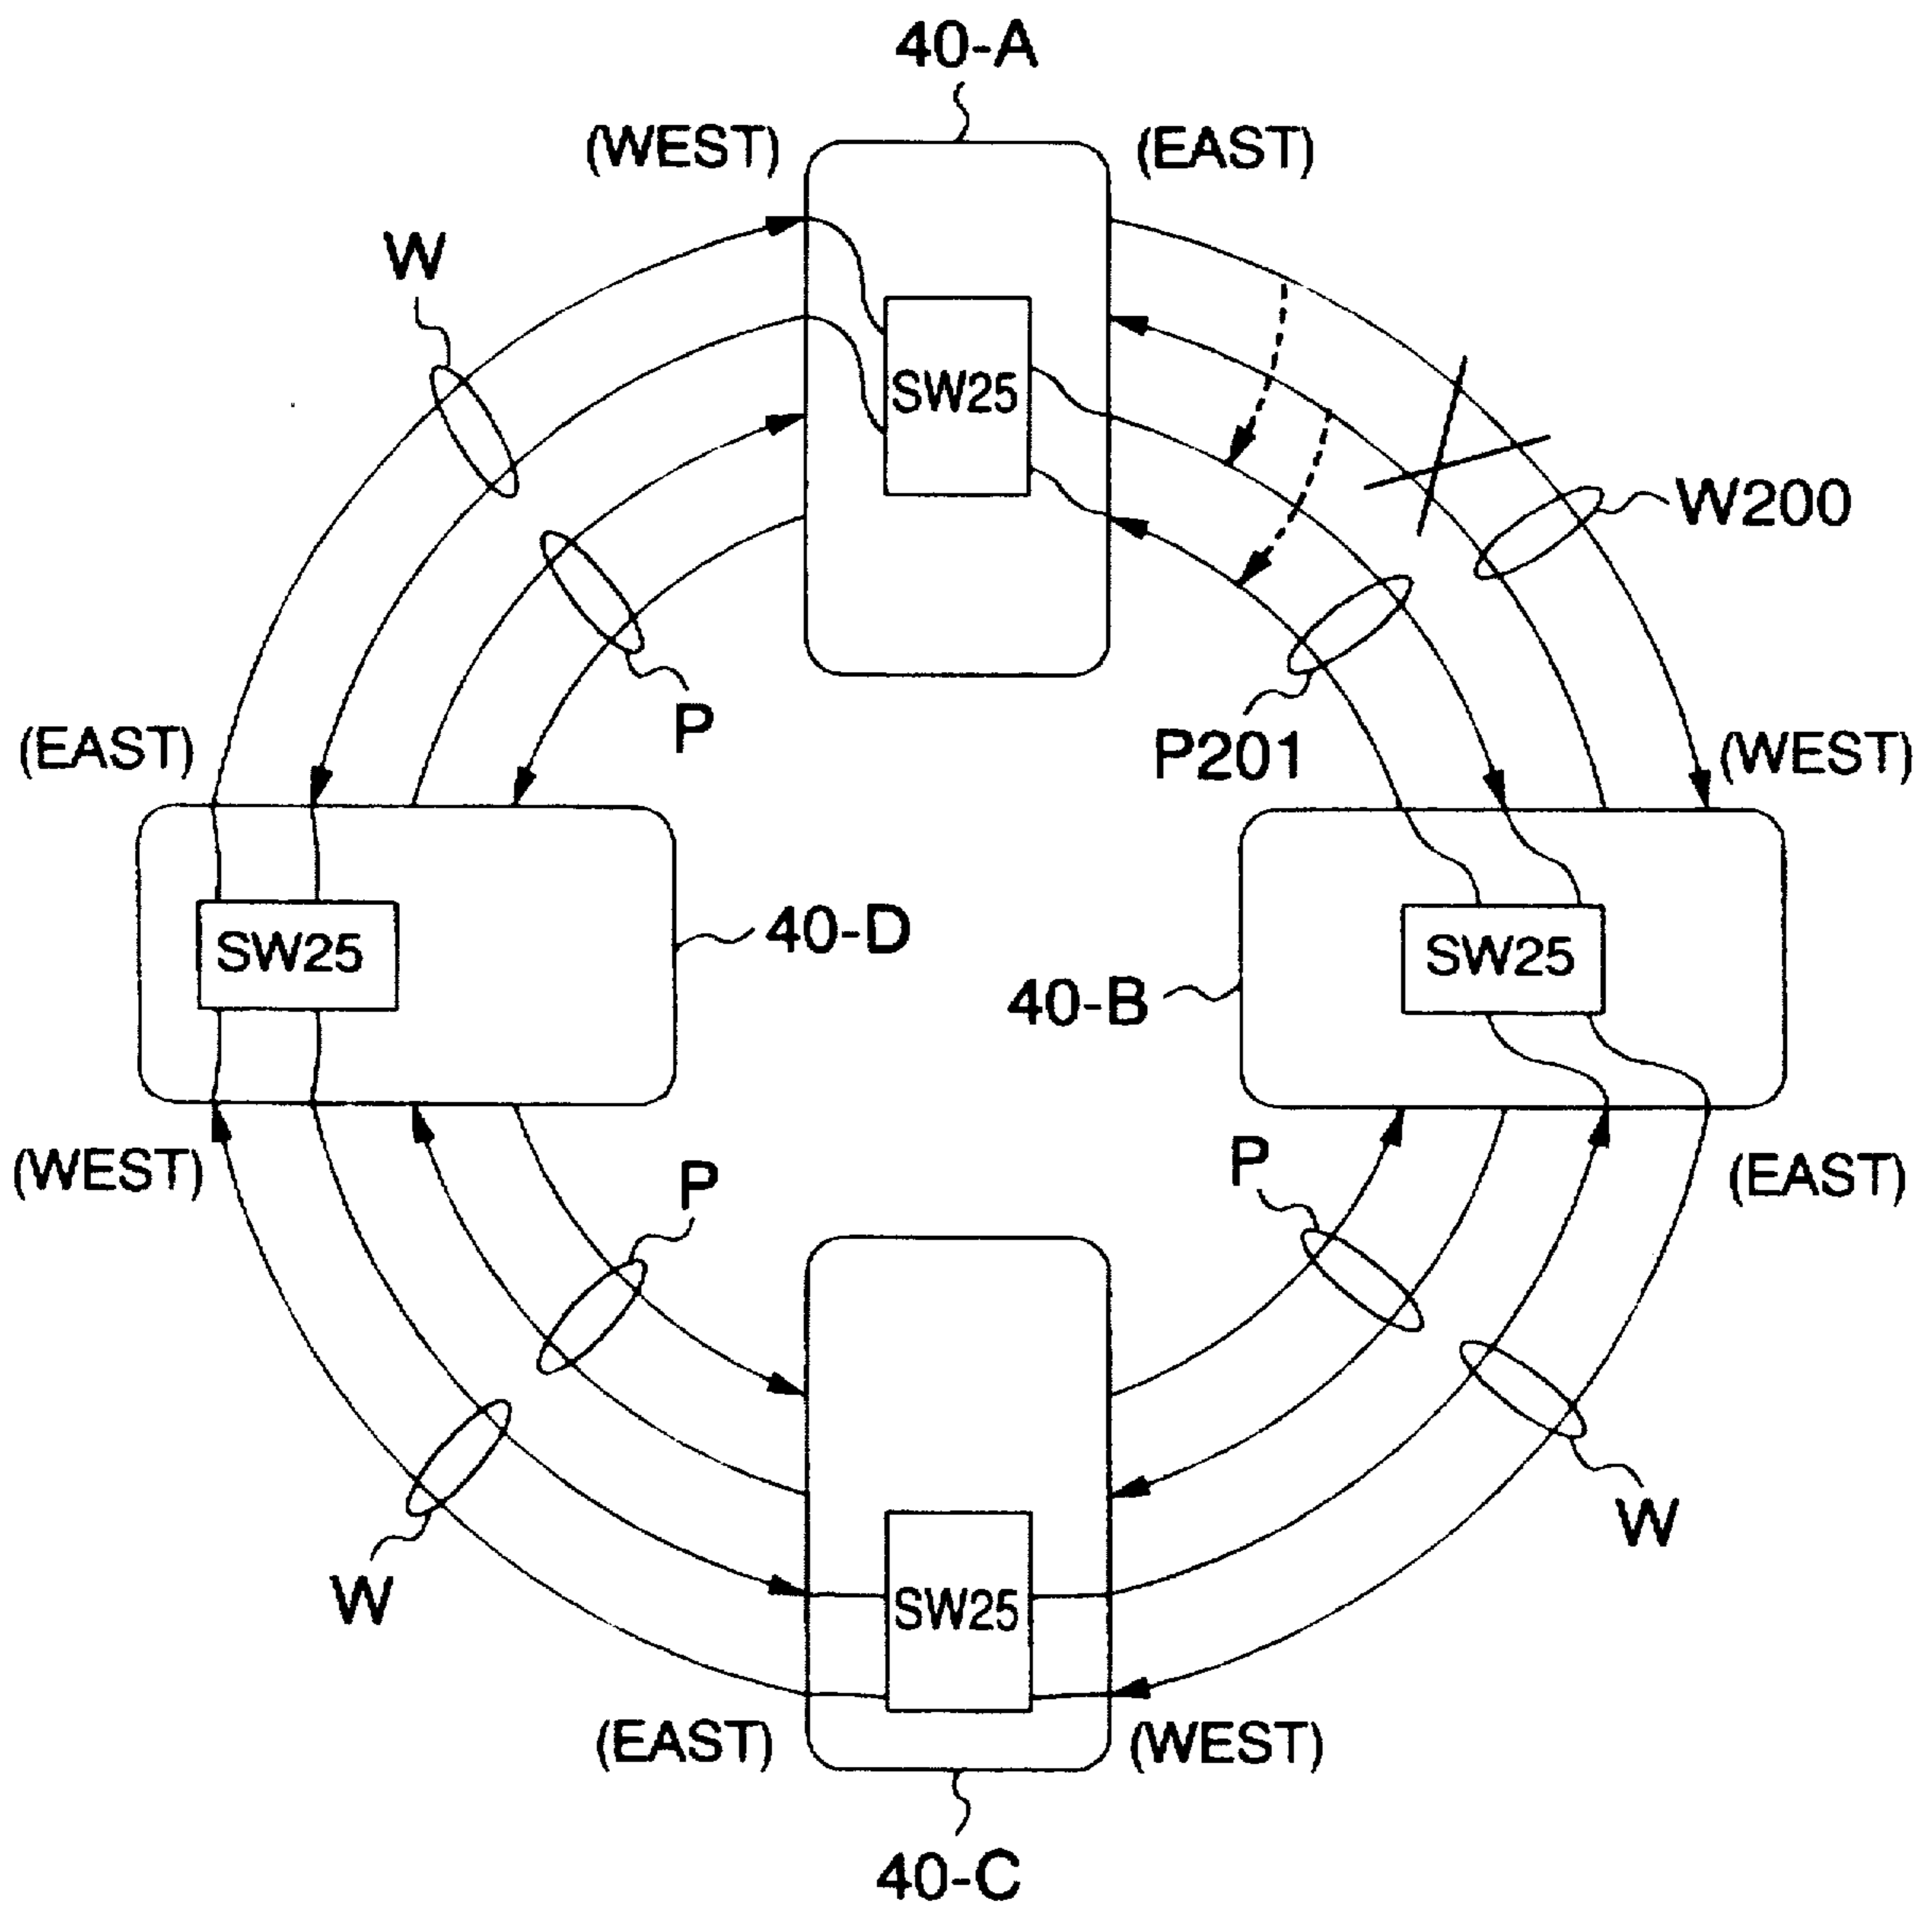 40-A
(WEST)
(EAST)
W
SW25
W200
P
P201
(EAST)
(WEST)
SW25
40-D
40-B
SW25
(WEST)
P
P
(EAST)
W
W
SW25
(EAST)
(WEST)
40-C